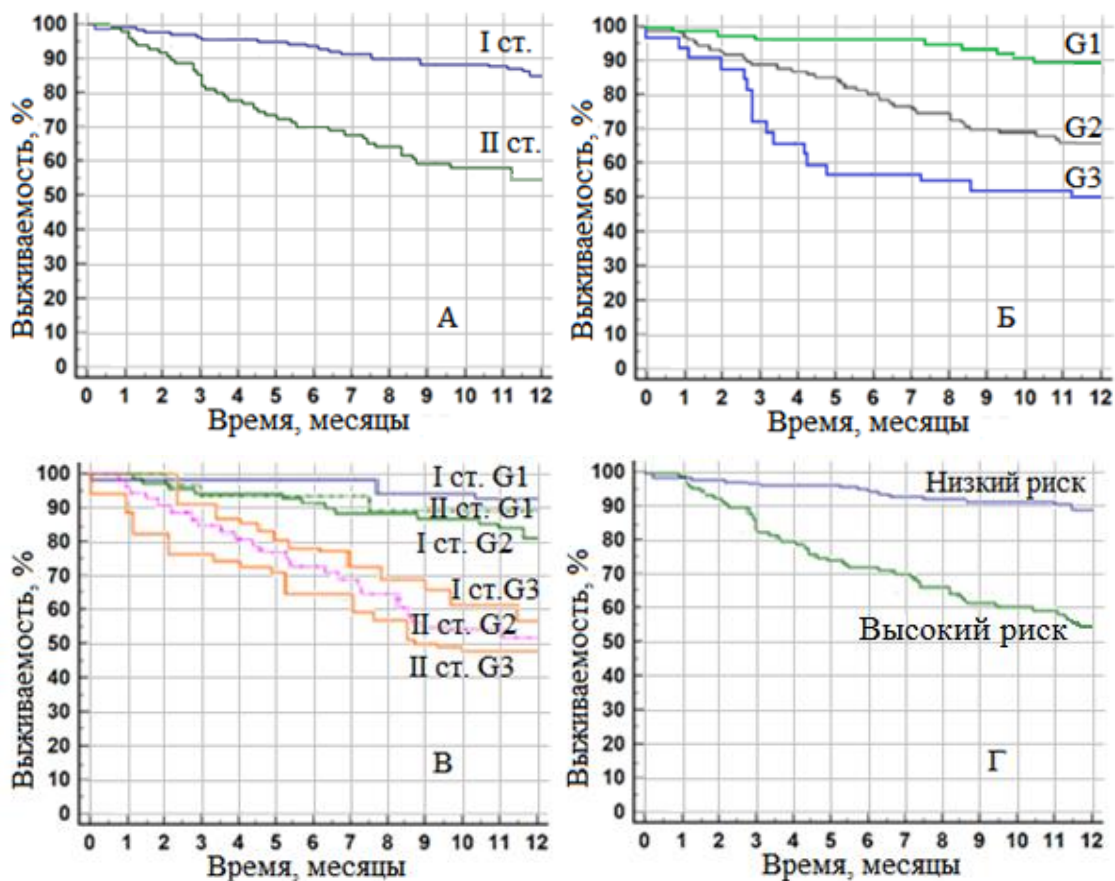 Выживаемость, %
100
90
80
70
60
50
40
30
20
10
0
I ст.
II ст.
А
0 1 2 3 4 5 6 7 8 9 10 11 12
Время, месяцы
Выживаемость, %
100
90
80
70
60
50
40
30
20
10
0
G1
G2
G3
Б
0 1 2 3 4 5 6 7 8 9 10 11 12
Время, месяцы
Выживаемость, %
100
90
80
70
60
50
40
30
20
10
0
I ст. G1
II ст. G1
I ст. G2
I ст.G3
II ст. G2
II ст. G3
В
0 1 2 3 4 5 6 7 8 9 10 11 12
Время, месяцы
Выживаемость, %
100
90
80
70
60
50
40
30
20
10
0
Низкий риск
Высокий риск
Г
0 1 2 3 4 5 6 7 8 9 10 11 12
Время, месяцы